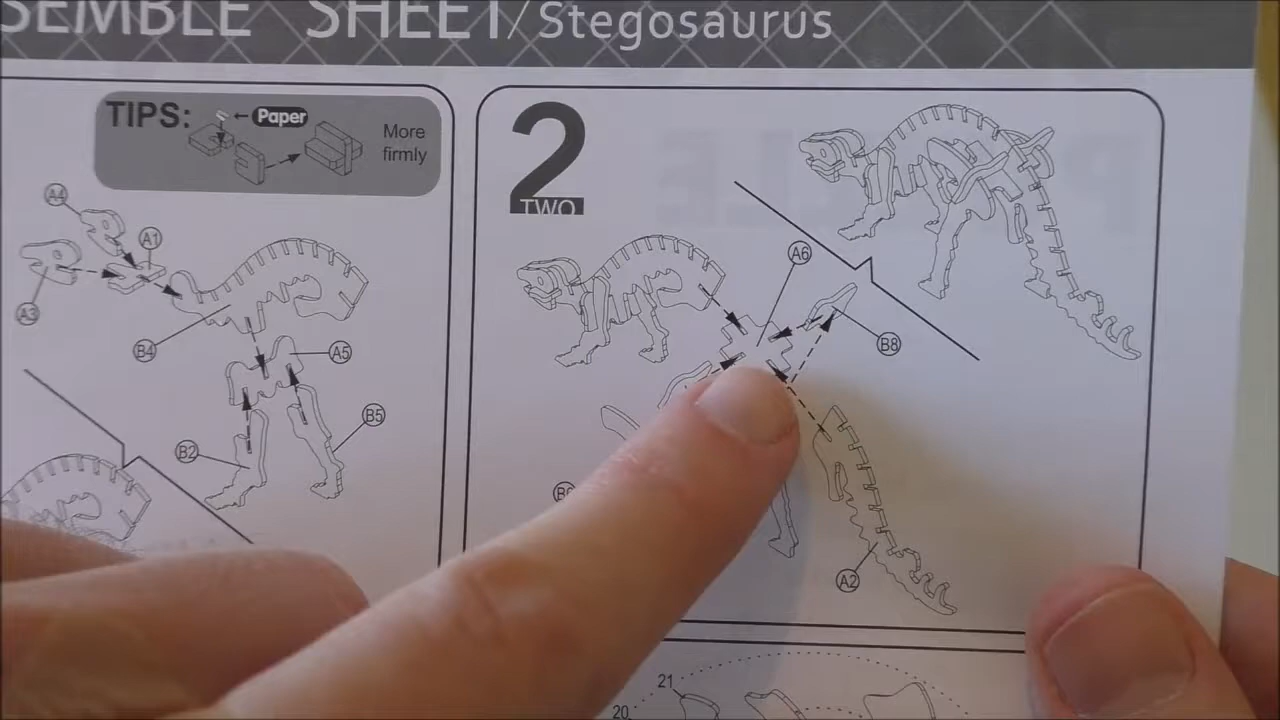 SEMBLE SHEET/Stegosaurus
TIPS:
Paper
More
firmly
A4
A1
A3
B4
A5
B5
B2
2
TWO
A6
B8
A2
21
20